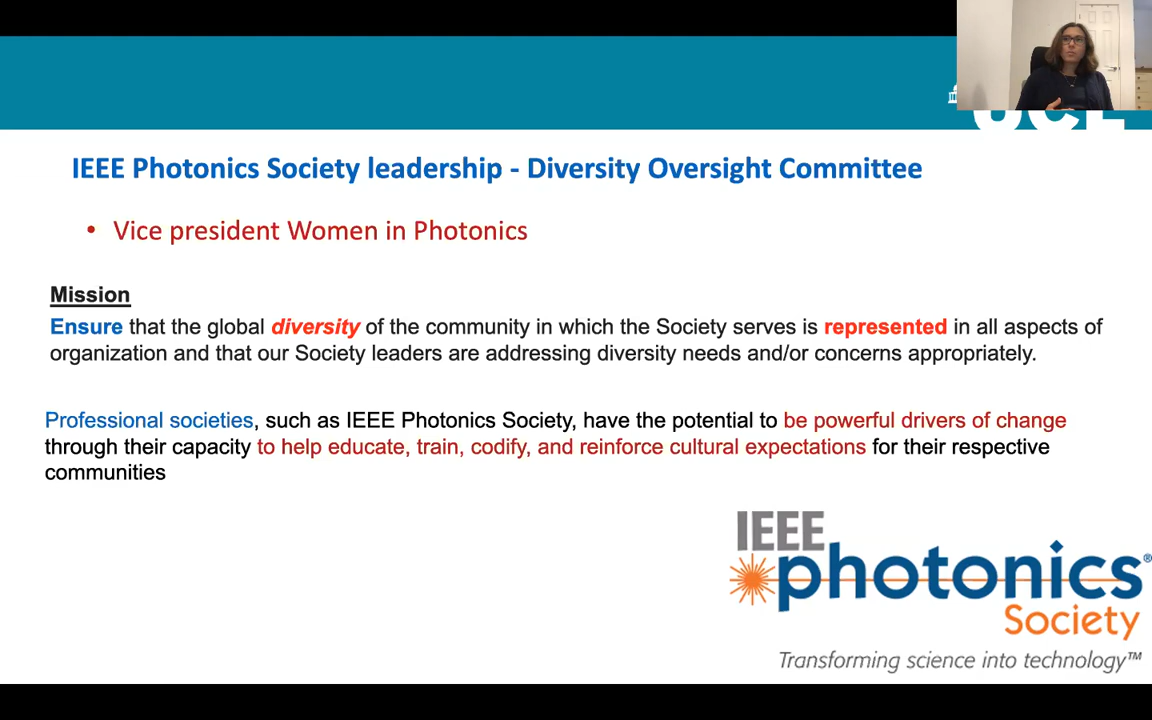 UCL
IEEE Photonics Society leadership - Diversity Oversight Committee
• Vice president Women in Photonics
Mission
Ensure that the global diversity of the community in which the Society serves is represented in all aspects of
organization and that our Society leaders are addressing diversity needs and/or concerns appropriately.
Professional societies, such as IEEE Photonics Society, have the potential to be powerful drivers of change
through their capacity to help educate, train, codify, and reinforce cultural expectations for their respective
communities
IEEE
photonics®
Society
Transforming science into technology™